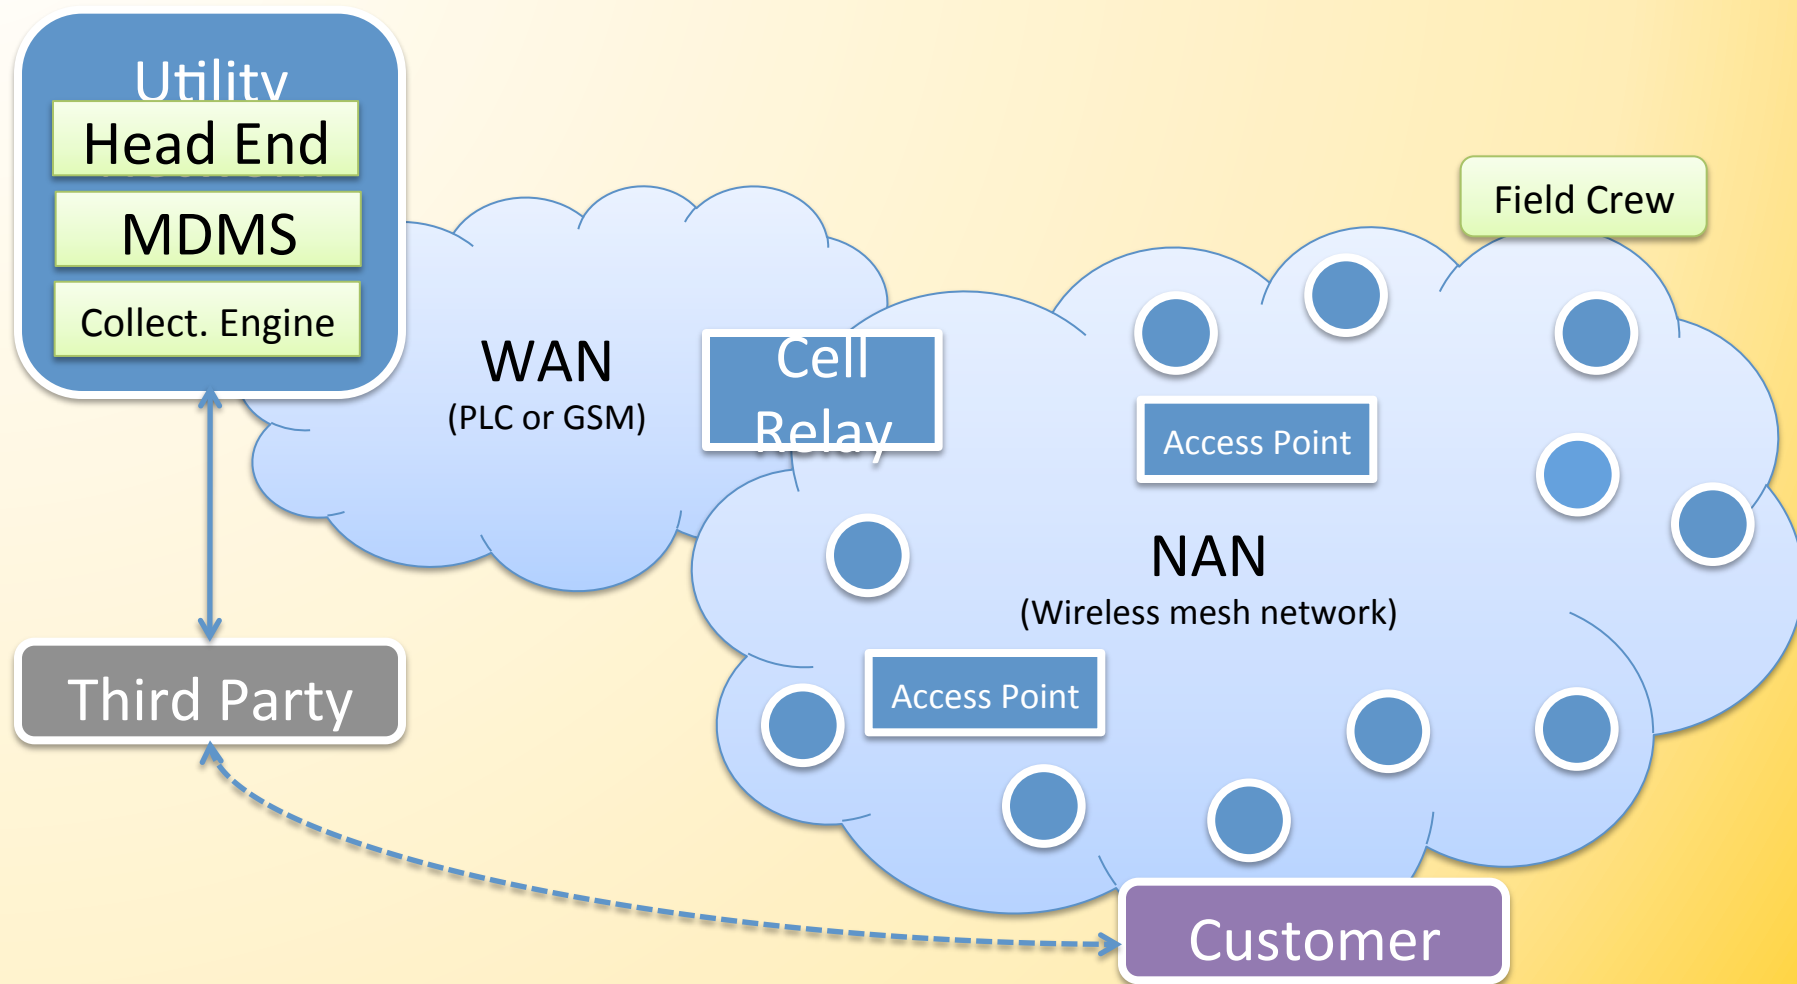 Utility
Head End
MDMS
Collect. Engine
Field Crew
WAN
(PLC or GSM)
Cell
Relay
Access Point
NAN
(Wireless mesh network)
Access Point
Third Party
Customer